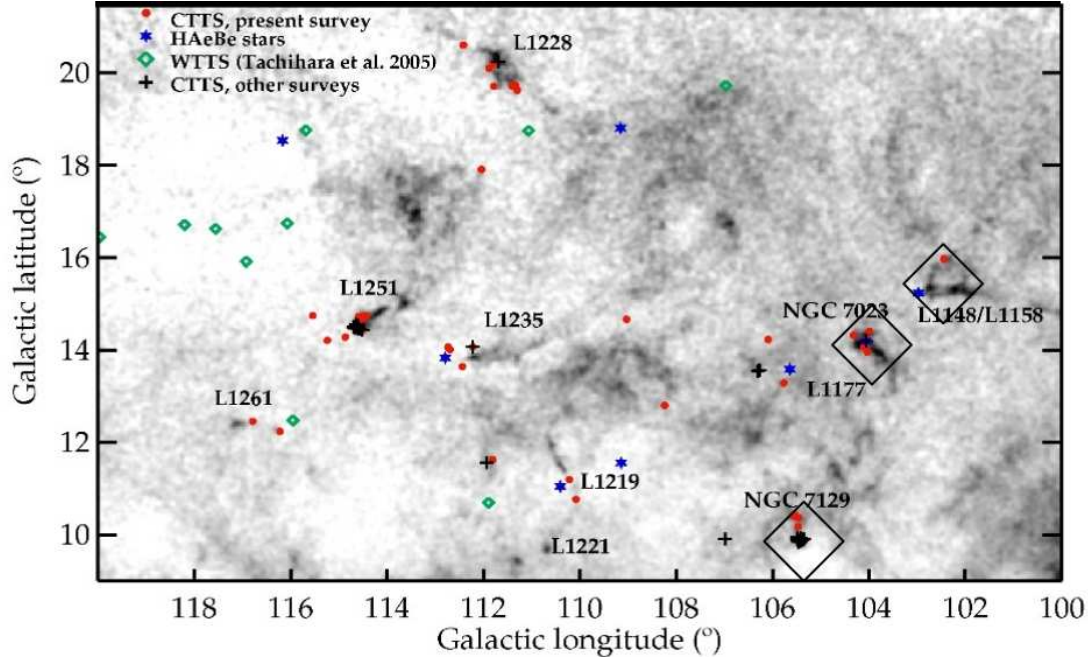 CTTS, present survey
HAeBe stars
WTTS (Tachihara et al. 2005)
CTTS, other surveys
L1228
L1251
L1235
NGC 7023
L1148/L1158
L1177
L1261
L1219
NGC 7129
L1221
20
18
16
14
12
10
Galactic latitude (°)
118 116 114 112 110 108 106 104 102 100
Galactic longitude (°)